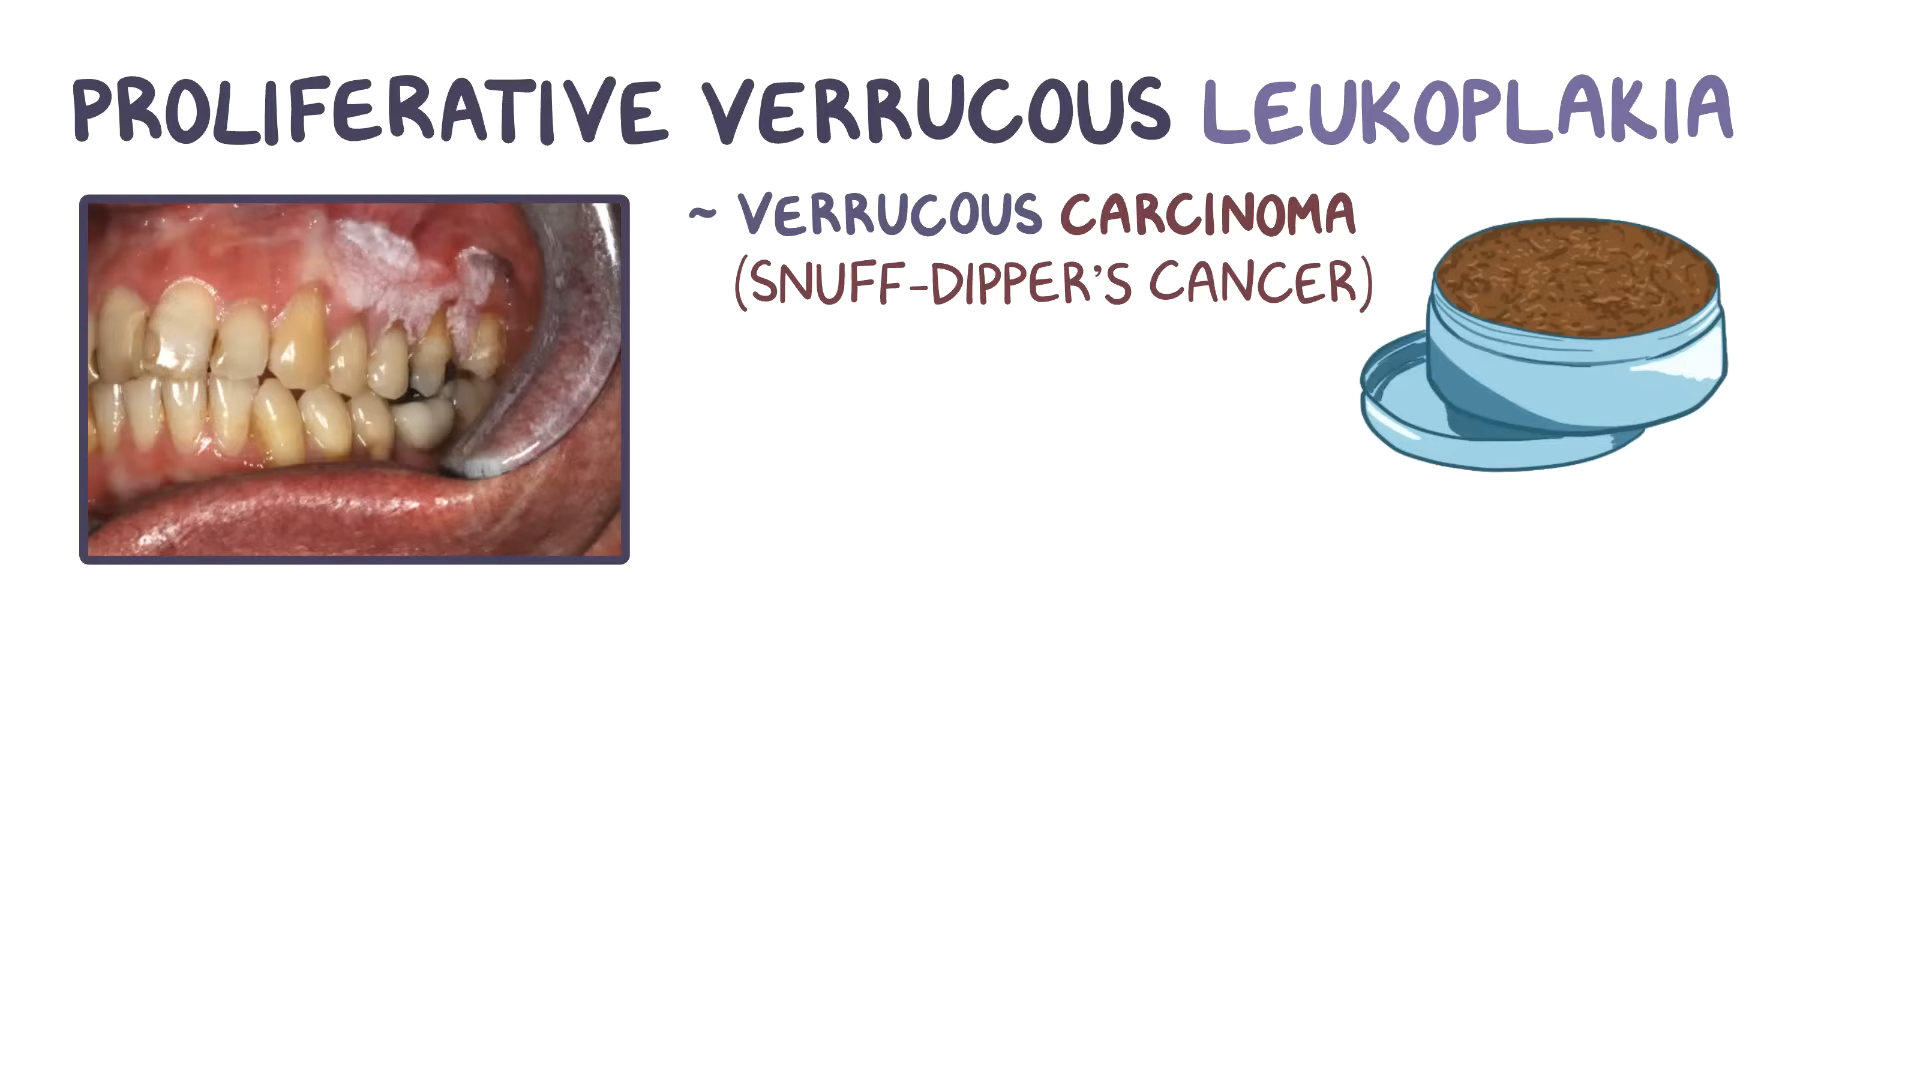 PROLIFERATIVE VERRUCOUS LEUKOPLAKIA
~ VERRUCOUS CARCINOMA
(SNUFF-DIPPER'S CANCER)